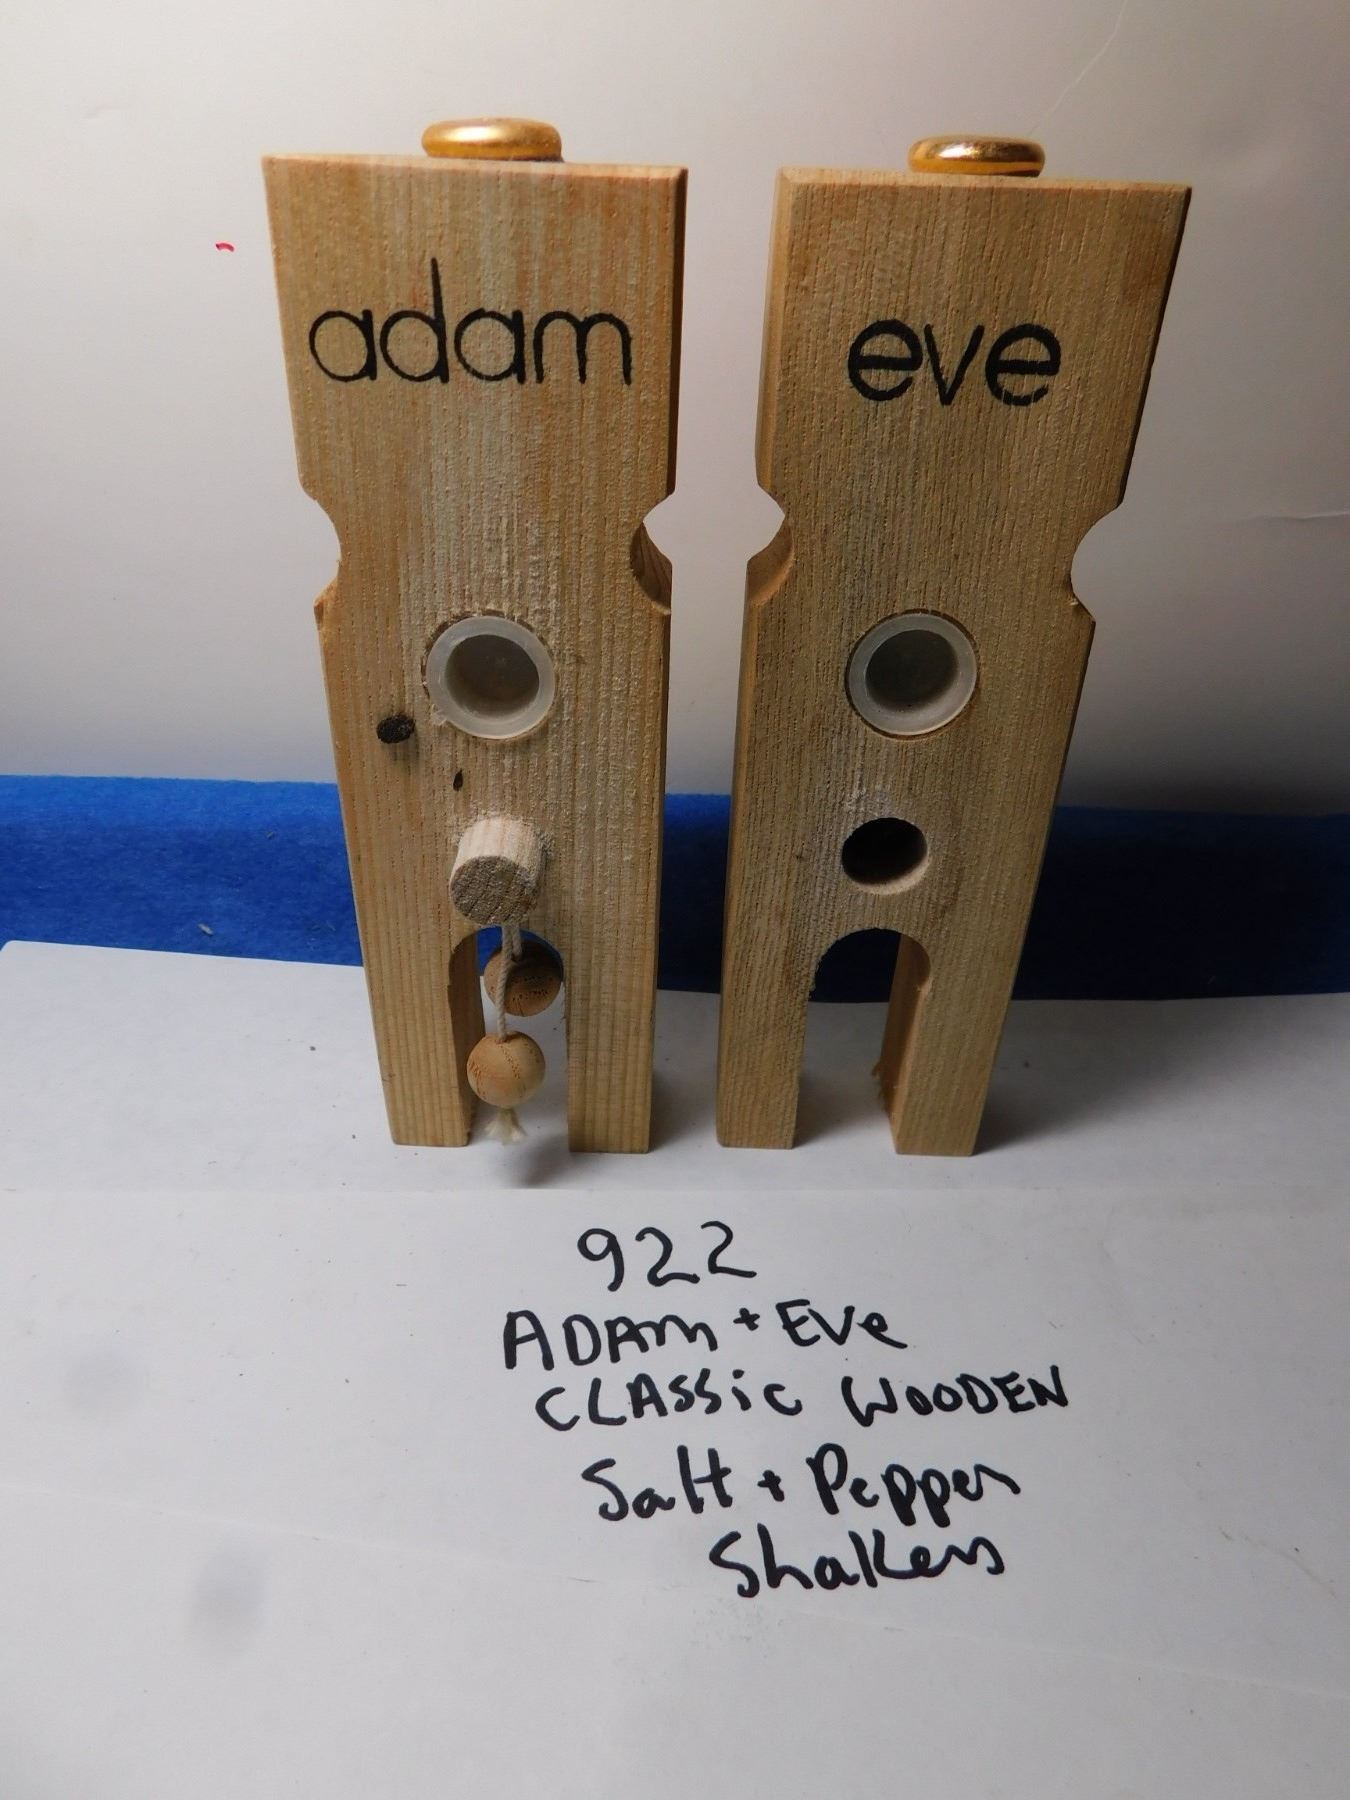 adam
eve
922
ADAM + EVe
CLASSiC WOODEN
Salt + Pepper
Shakers